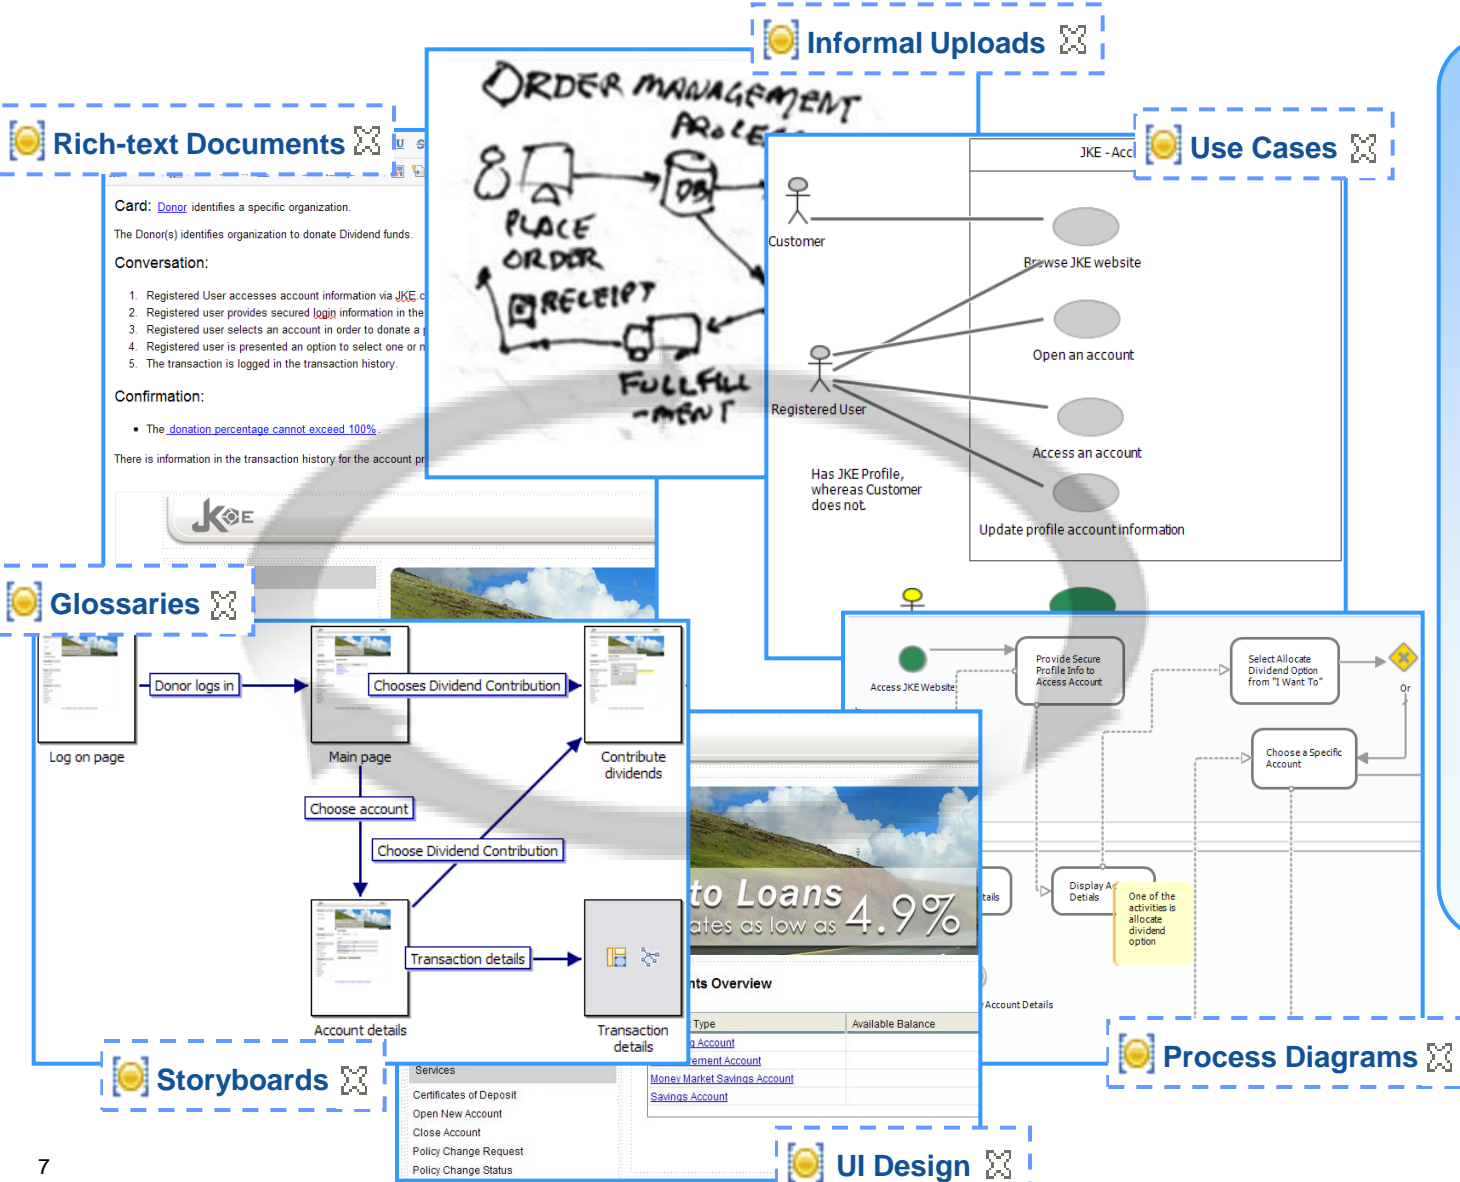 Informal Uploads
Rich-text Documents
Use Cases
ORDER MANAGEMENT
DB
PLACE
ORDER
RECEIPT
FULLFILL
-MENT
Card: Donor identifies a specific organization.
The Donor(s) identifies organization to donate Dividend funds.
Conversation:
1. Registered User accesses account information via JKE.c
2. Registered user provides secured login information in the
3. Registered user selects an account in order to donate a
4. Registered user is presented an option to select one or
5. The transaction is logged in the transaction history.
Confirmation:
• The donation percentage cannot exceed 100% .
There is information in the transaction history for the account
JKE
JKE - Acc
Customer
Browse JKE website
Open an account
Registered User
Access an account
Has JKE Profile,
whereas Customer
does not.
Update profile account information
Glossaries
Donor logs in
Chooses Dividend Contribution
Log on page
Main page
Contribute
dividends
Choose account
Choose Dividend Contribution
Transaction details
Account details
Transaction
details
Storyboards
Access JKE Website
Provide Secure
Profile Info to
Access Account
Select Allocate
Dividend Option
from "I Want To"
Or
Choose a Specific
Account
tails
Display Ac
Detials
One of the
activities is
allocate
dividend
option
Account Details
Process Diagrams
to Loans
ates as low as 4.9%
nts Overview
Type
Available Balance
g Account
rement Account
Money Market Savings Account
Savings Account
Services
Certificates of Deposit
Open New Account
Close Account
Policy Change Request
Policy Change Status
UI Design
7